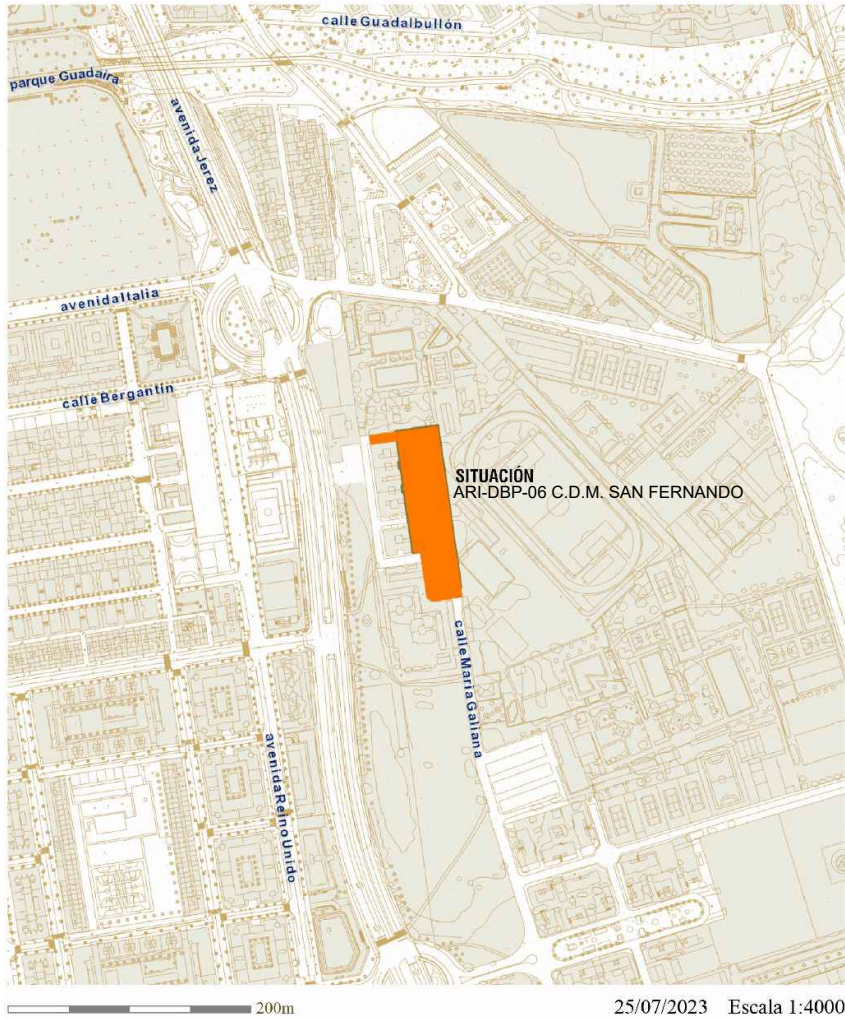 calle Guadalbullón
parque Guadaíra
avenida Jerez
avenida Italia
calle Bergantín
SITUACIÓN
ARI-DBP-06 C.D.M. SAN FERNANDO
calle María Galiana
avenida Reino Unido
200m
25/07/2023 Escala 1:4000